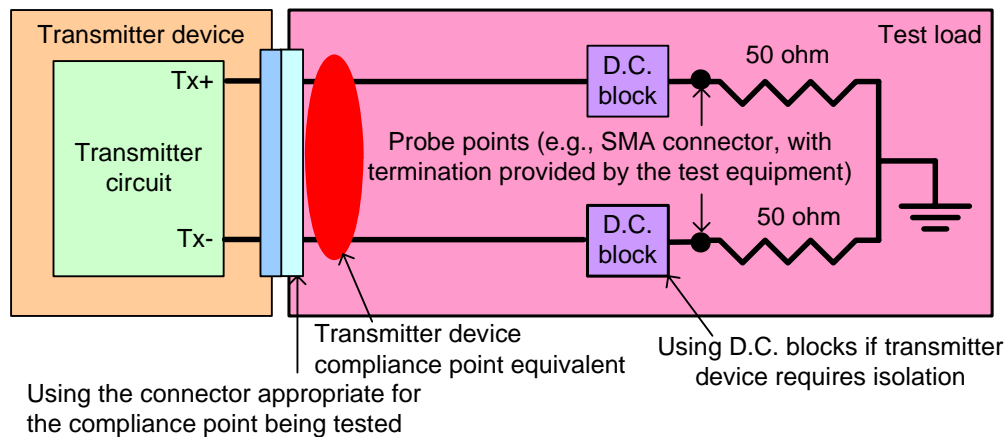 Transmitter device
Test load
Tx+
D.C.
block
50 ohm
Transmitter
circuit
Probe points (e.g., SMA connector, with
termination provided by the test equipment)
Tx-
D.C.
block
50 ohm
Transmitter device
compliance point equivalent
Using D.C. blocks if transmitter
device requires isolation
Using the connector appropriate for
the compliance point being tested